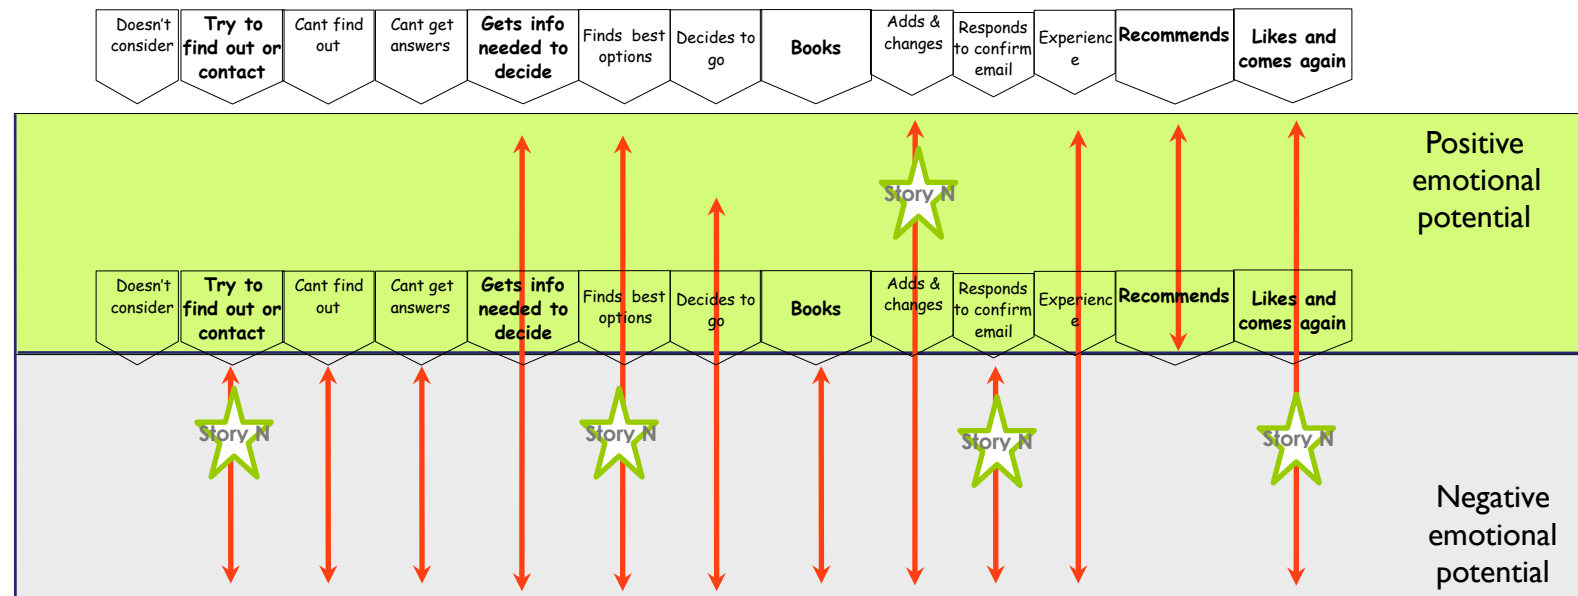 Doesn't
consider
Try to
find out or
contact
Cant find
out
Cant get
answers
Gets info
needed to
decide
Finds best
options
Decides to
go
Books
Adds &
changes
Responds
to confirm
email
Experienc
e
Recommends
Likes and
comes again
Positive
emotional
potential
Story N
Doesn't
consider
Try to
find out or
contact
Cant find
out
Cant get
answers
Gets info
needed to
decide
Finds best
options
Decides to
go
Books
Adds &
changes
Responds
to confirm
email
Experienc
e
Recommends
Likes and
comes again
Story N
Story N
Story N
Story N
Negative
emotional
potential